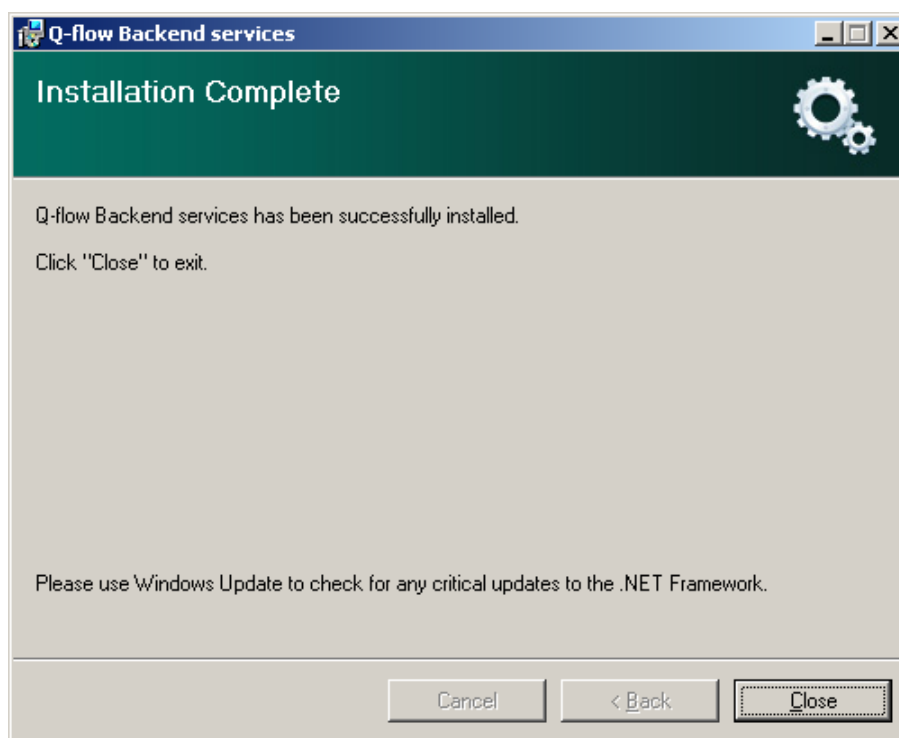 Q-flow Backend services
Installation Complete
Q-flow Backend services has been successfully installed.
Click "Close" to exit.
Please use Windows Update to check for any critical updates to the .NET Framework.
Cancel
< Back
Close